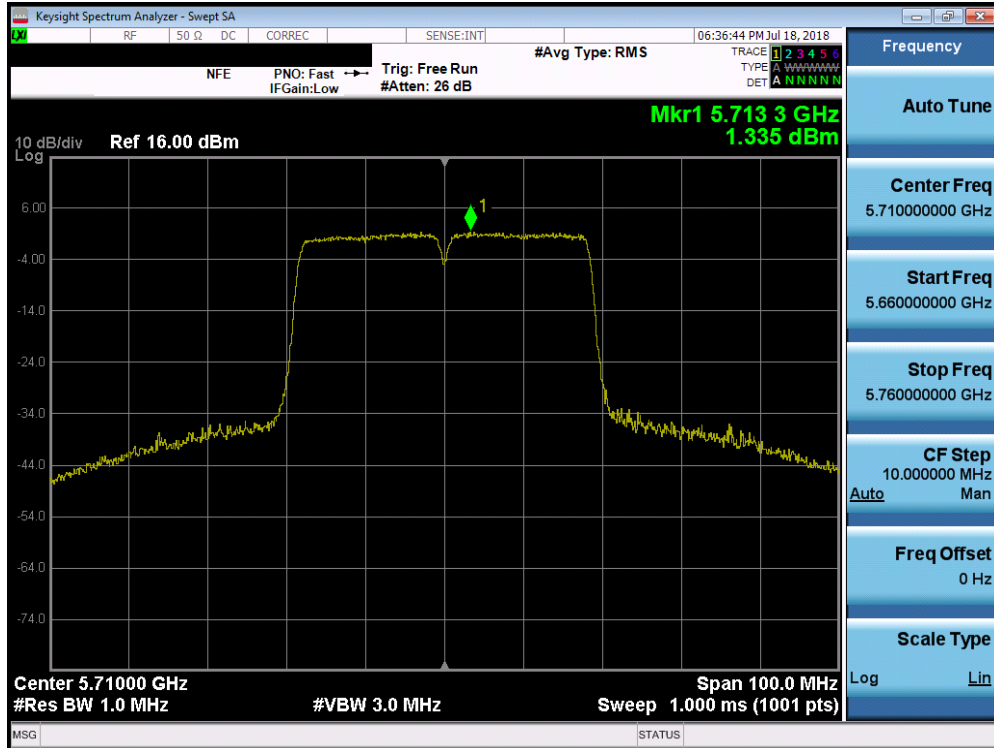 Keysight Spectrum Analyzer - Swept SA
LXI RF 50 Ω DC CORREC SENSE:INT 06:36:44 PM Jul 18, 2018
NFE PNO: Fast Trig: Free Run #Avg Type: RMS TRACE 1 2 3 4 5 6
IFGain:Low #Atten: 26 dB TYPE A WWWWW
DET A N N N N N
Mkr1 5.713 3 GHz
1.335 dBm
10 dB/div Ref 16.00 dBm
Log
1
6.00
-4.00
-14.0
-24.0
-34.0
-44.0
-54.0
-64.0
-74.0
Center 5.71000 GHz Span 100.0 MHz
#Res BW 1.0 MHz #VBW 3.0 MHz Sweep 1.000 ms (1001 pts)
MSG STATUS
Frequency
Auto Tune
Center Freq
5.710000000 GHz
Start Freq
5.660000000 GHz
Stop Freq
5.760000000 GHz
CF Step
10.000000 MHz
Auto Man
Freq Offset
0 Hz
Scale Type
Log Lin